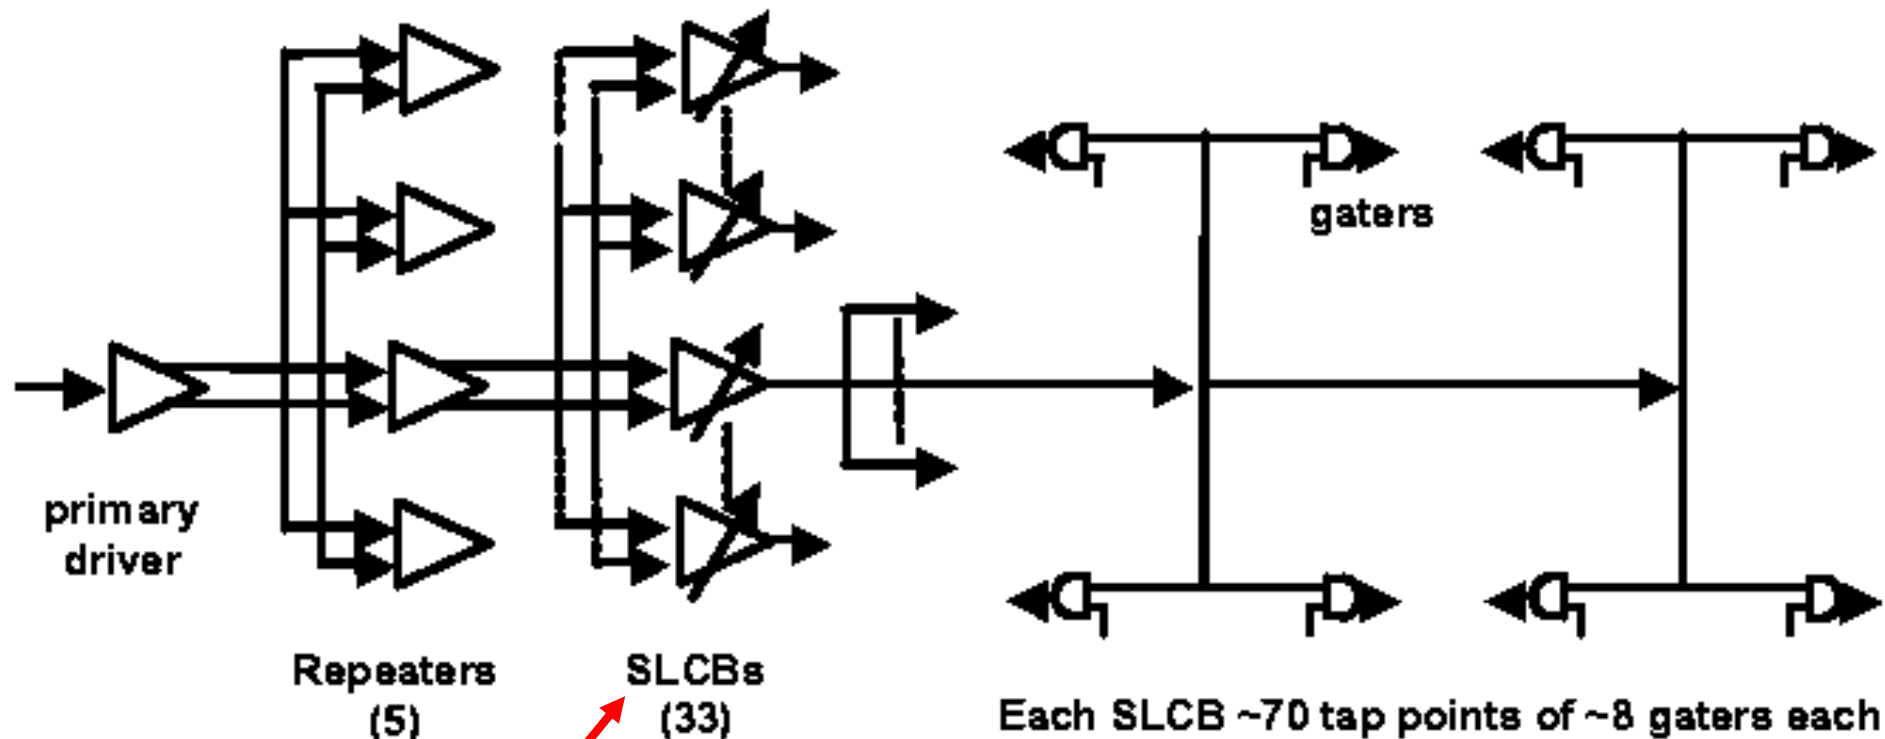 gaters
primary
driver
Repeaters
(5)
SLCBs
(33)
Each SLCB ~70 tap points of ~8 gaters each